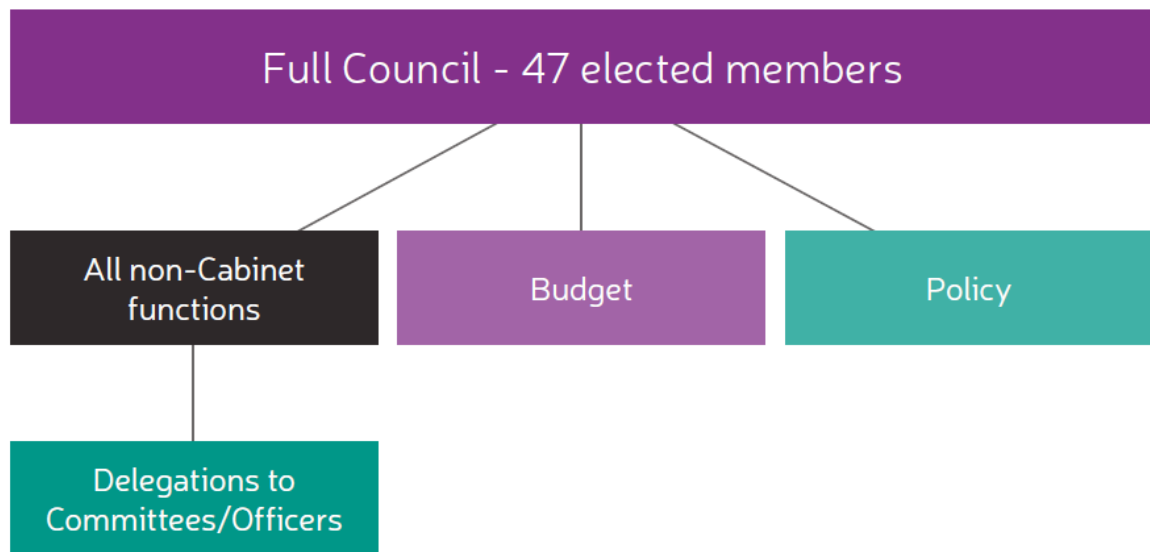 Full Council - 47 elected members
All non-Cabinet
functions
Budget
Policy
Delegations to
Committees/Officers